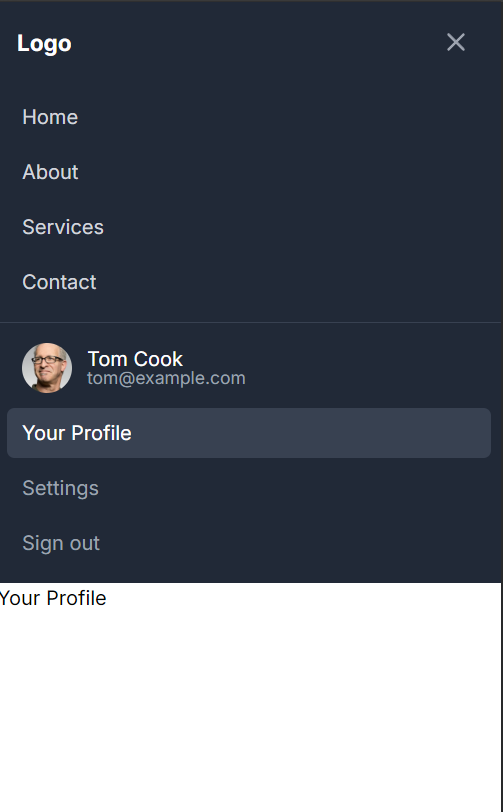 Logo
Home
About
Services
Contact
Tom Cook
tom@example.com
Your Profile
Settings
Sign out
Your Profile